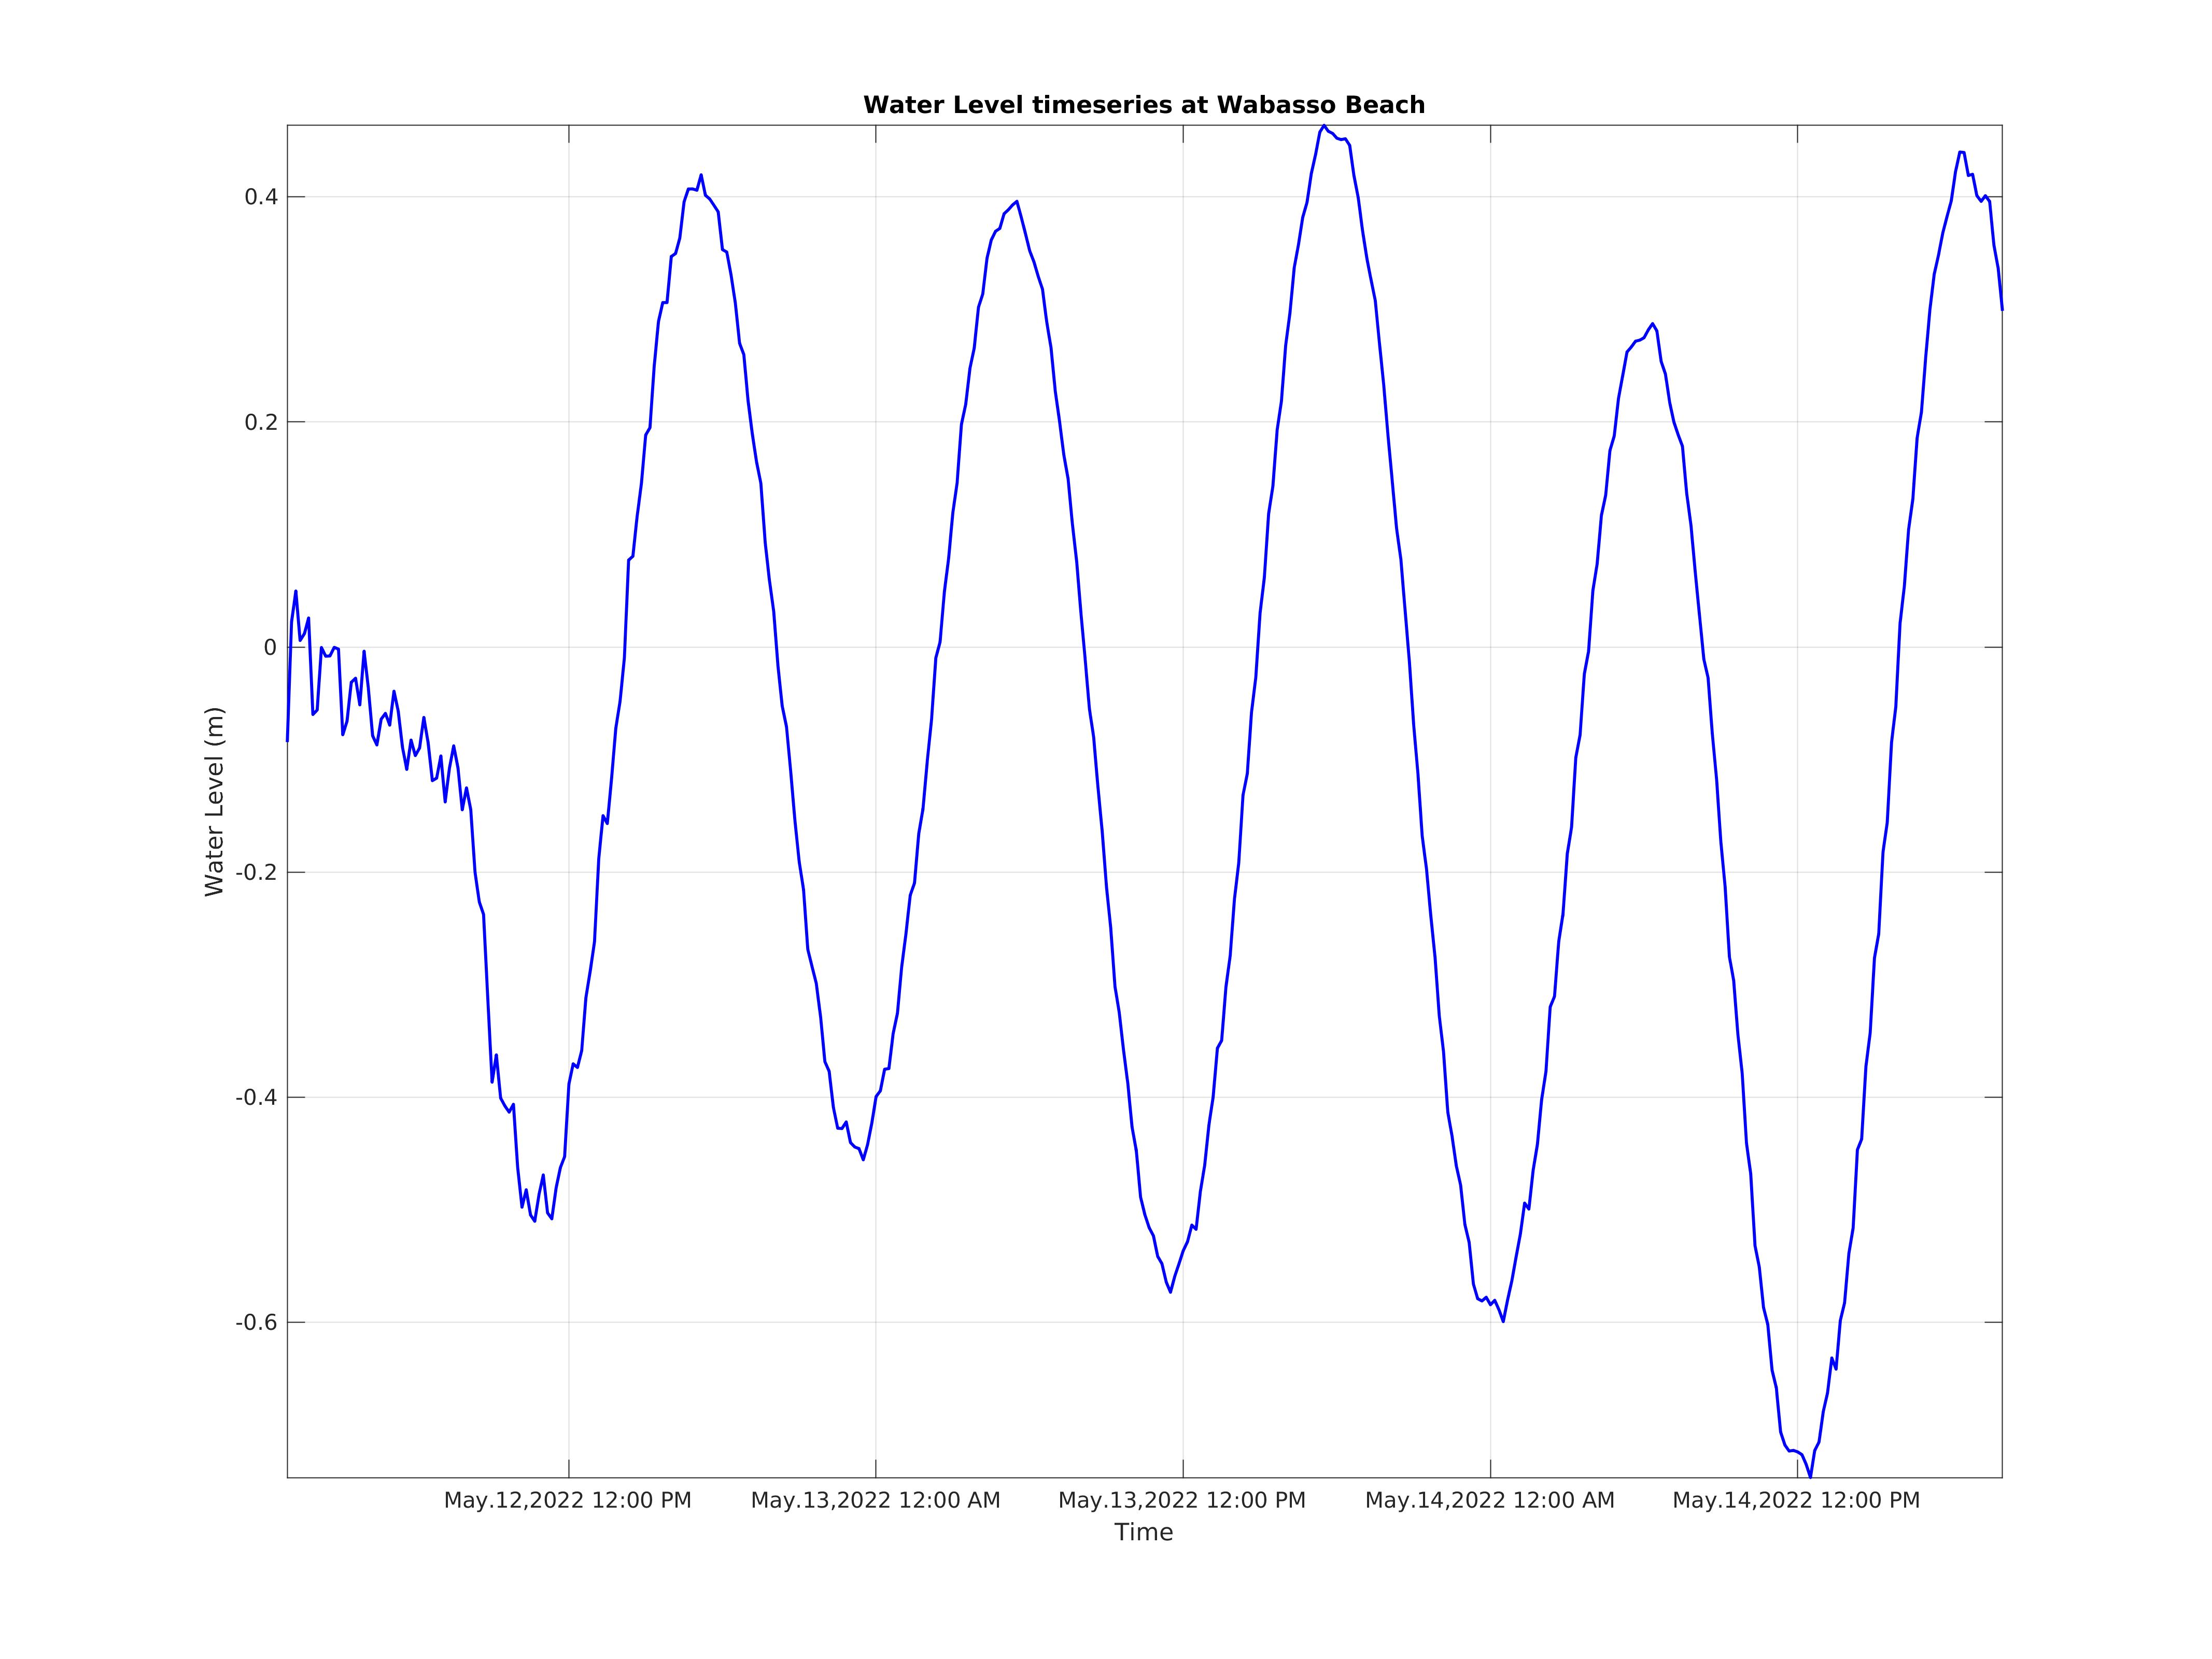 Water Level timeseries at Wabasso Beach
0.4
0.2
0
-0.2
-0.4
-0.6
Water Level (m)
May.12,2022 12:00 PM
May.13,2022 12:00 AM
May.13,2022 12:00 PM
May.14,2022 12:00 AM
May.14,2022 12:00 PM
Time